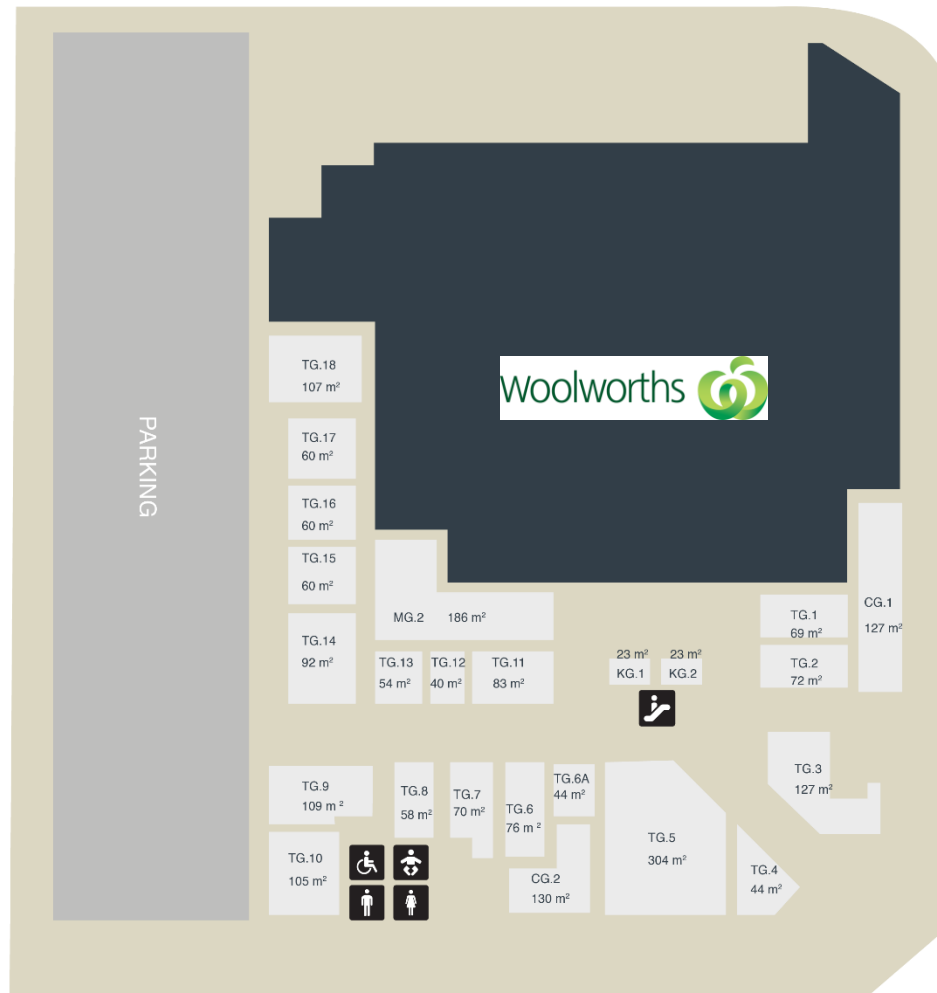 Woolworths
PARKING
TG.18
107 m²
TG.17
60 m²
TG.16
60 m²
TG.15
60 m²
TG.14
92 m²
MG.2 186 m²
TG.13
54 m²
TG.12
40 m²
TG.11
83 m²
23 m²
KG.1
23 m²
KG.2
TG.1
69 m²
TG.2
72 m²
CG.1
127 m²
TG.3
127 m²
TG.9
109 m²
TG.10
105 m²
TG.8
58 m²
TG.7
70 m²
TG.6
76 m²
TG.6A
44 m²
CG.2
130 m²
TG.5
304 m²
TG.4
44 m²